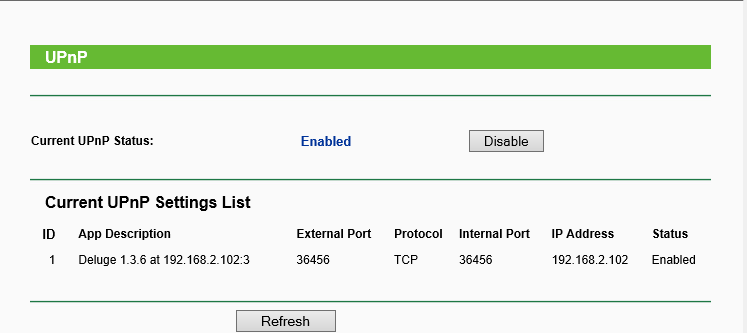 UPnP
Current UPnP Status: Enabled Disable
Current UPnP Settings List
ID App Description External Port Protocol Internal Port IP Address Status
1 Deluge 1.3.6 at 192.168.2.102:3 36456 TCP 36456 192.168.2.102 Enabled
Refresh